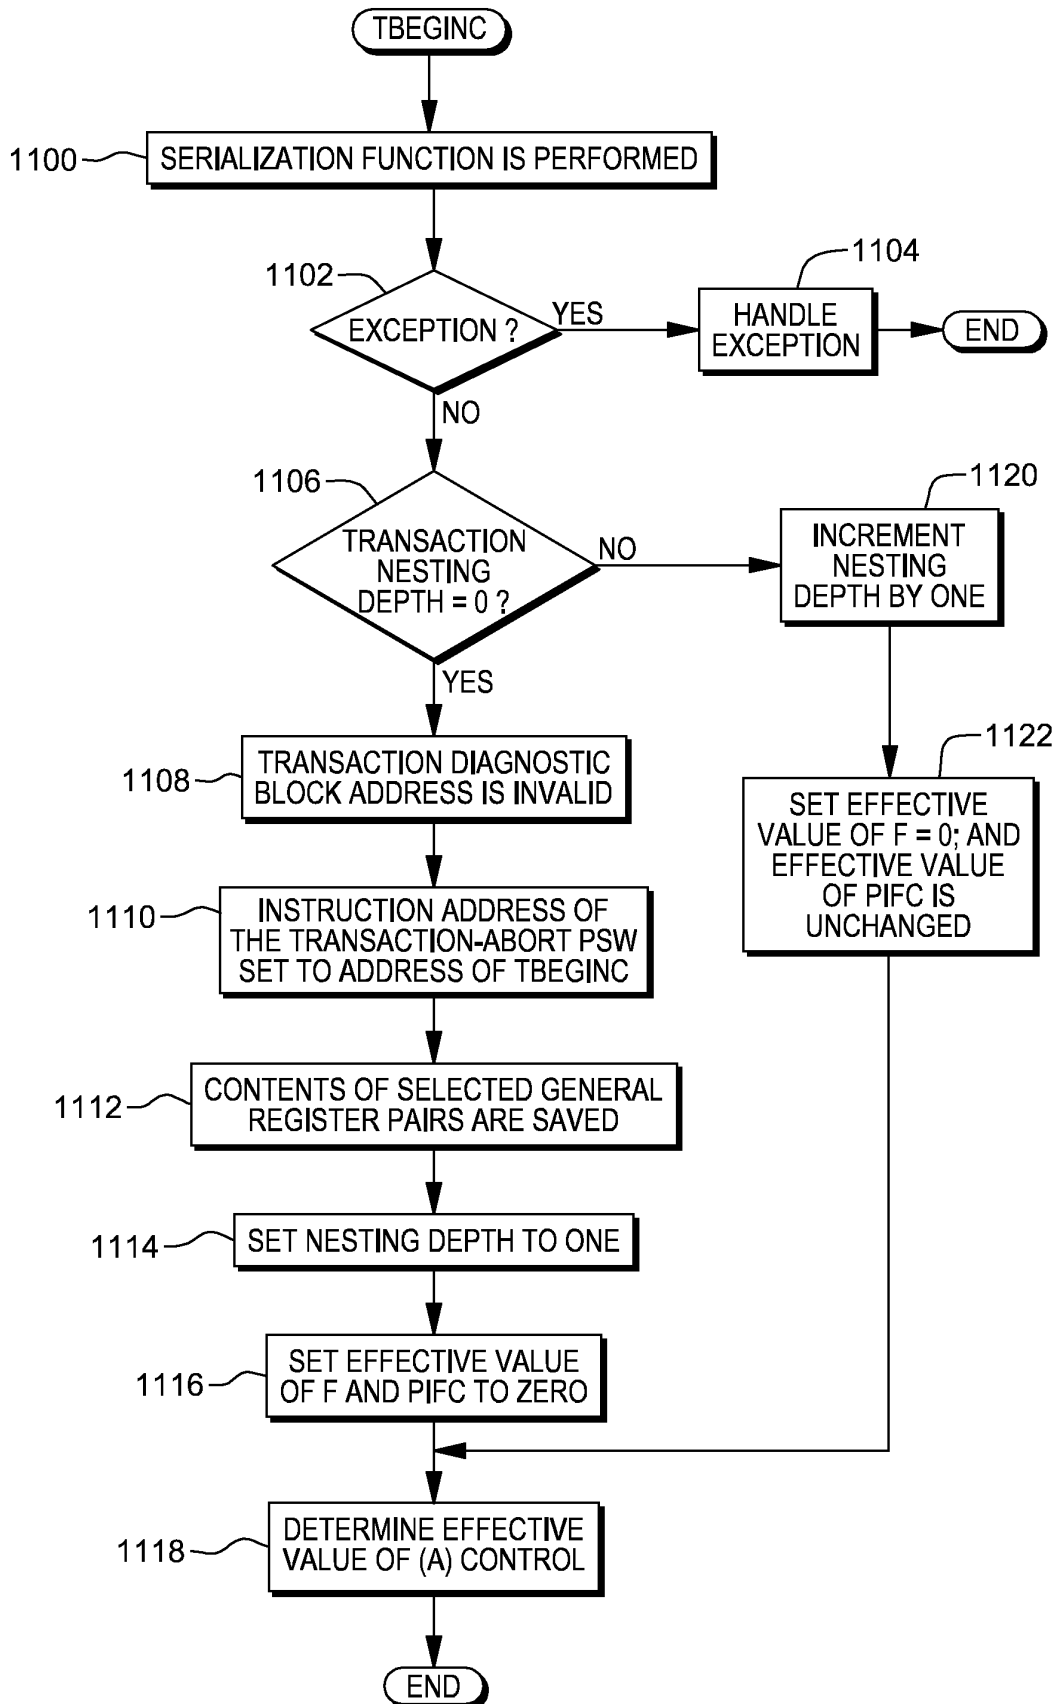 TBEGINC
1100
SERIALIZATION FUNCTION IS PERFORMED
1102
EXCEPTION ?
YES
1104
HANDLE
EXCEPTION
END
NO
1106
TRANSACTION
NESTING
DEPTH = 0 ?
NO
1120
INCREMENT
NESTING
DEPTH BY ONE
YES
1108
TRANSACTION DIAGNOSTIC
BLOCK ADDRESS IS INVALID
1122
SET EFFECTIVE
VALUE OF F = 0; AND
EFFECTIVE VALUE
OF PIFC IS
UNCHANGED
1110
INSTRUCTION ADDRESS OF
THE TRANSACTION-ABORT PSW
SET TO ADDRESS OF TBEGINC
1112
CONTENTS OF SELECTED GENERAL
REGISTER PAIRS ARE SAVED
1114
SET NESTING DEPTH TO ONE
1116
SET EFFECTIVE VALUE
OF F AND PIFC TO ZERO
1118
DETERMINE EFFECTIVE
VALUE OF (A) CONTROL
END